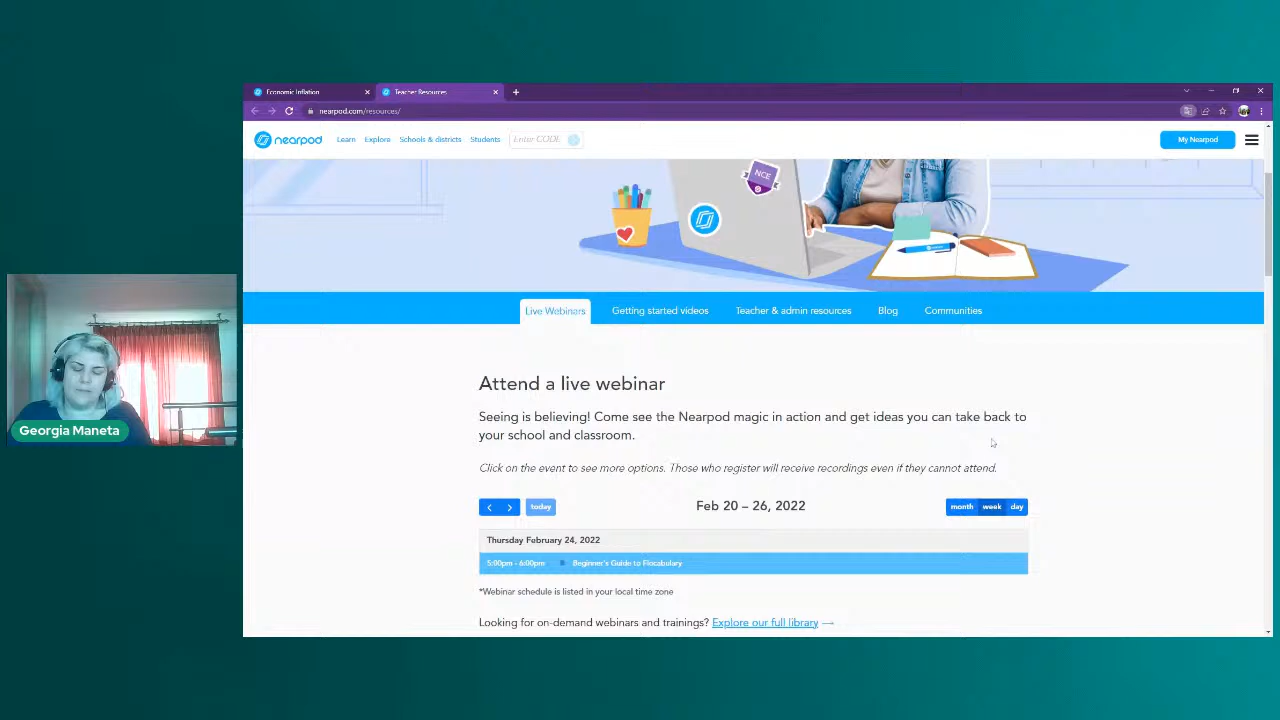 Economic Inflation
Teacher Resources
nearpod.com/resources/
nearpod
Learn
Explore
Schools & districts
Students
Enter CODE
My Nearpod
NCE
Live Webinars
Getting started videos
Teacher & admin resources
Blog
Communities
Attend a live webinar
Seeing is believing! Come see the Nearpod magic in action and get ideas you can take back to
your school and classroom.
Georgia Maneta
Click on the event to see more options. Those who register will receive recordings even if they cannot attend.
today
Feb 20 – 26, 2022
month
week
day
Thursday February 24, 2022
5:00pm - 6:00pm
Beginner's Guide to Flocabulary
*Webinar schedule is listed in your local time zone
Looking for on-demand webinars and trainings? Explore our full library